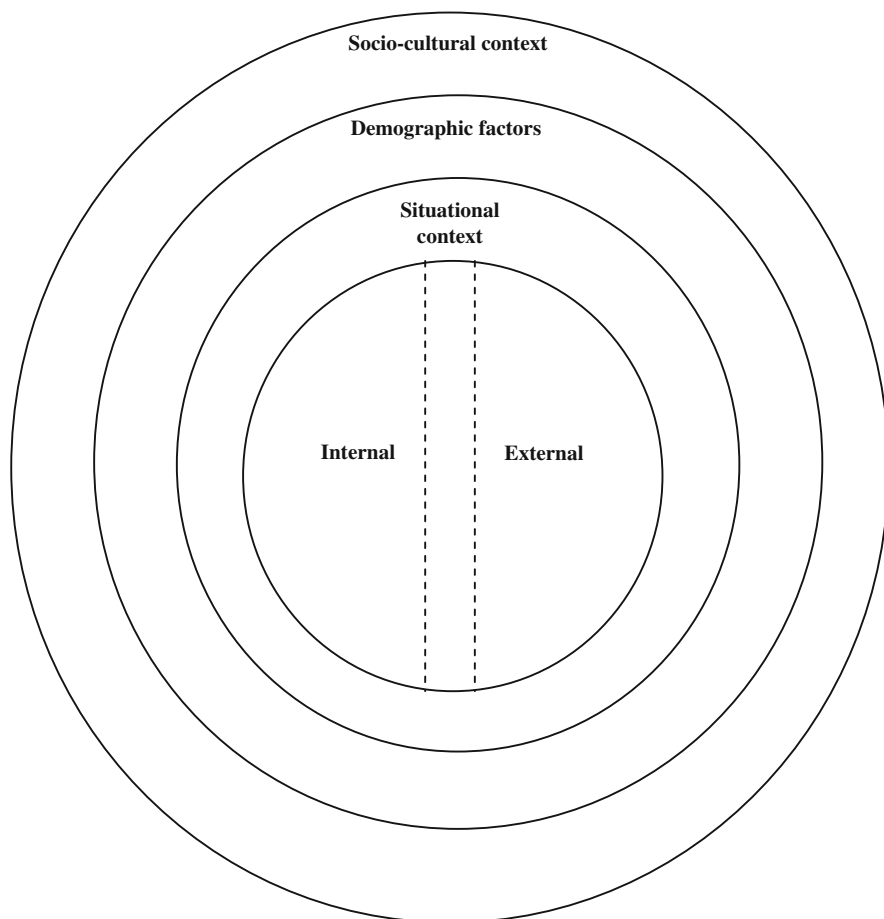 Socio-cultural context
Demographic factors
Situational
context
Internal
External